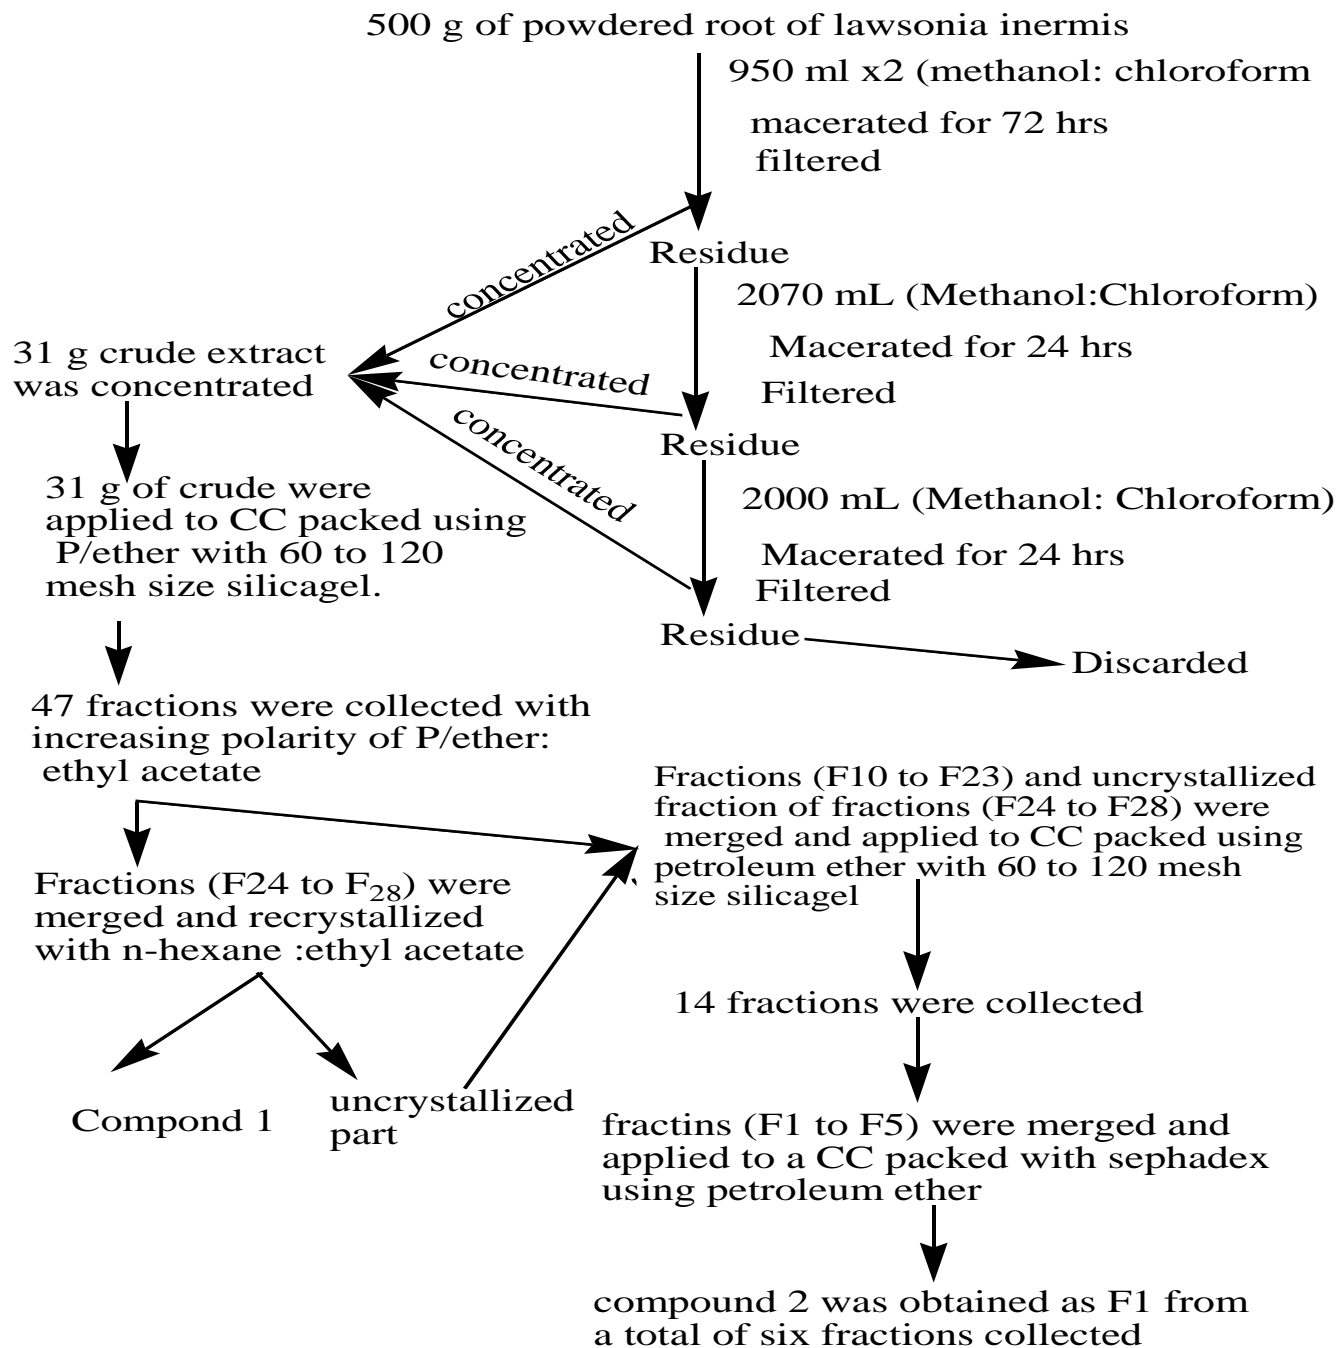 500 g of powdered root of lawsonia inermis
950 ml x2 (methanol: chloroform
macerated for 72 hrs
filtered
concentrated
Residue
2070 mL (Methanol:Chloroform)
Macerated for 24 hrs
Filtered
concentrated
31 g crude extract
was concentrated
Residue
concentrated
2000 mL (Methanol: Chloroform)
Macerated for 24 hrs
Filtered
Residue
Discarded
31 g of crude were
applied to CC packed using
P/ether with 60 to 120
mesh size silicagel.
47 fractions were collected with
increasing polarity of P/ether:
ethyl acetate
Fractions (F24 to F₂₈) were
merged and recrystallized
with n-hexane :ethyl acetate
Compond 1
uncrystallized
part
Fractions (F10 to F23) and uncrystallized
fraction of fractions (F24 to F28) were
merged and applied to CC packed using
petroleum ether with 60 to 120 mesh
size silicagel
14 fractions were collected
fractins (F1 to F5) were merged and
applied to a CC packed with sephadex
using petroleum ether
compound 2 was obtained as F1 from
a total of six fractions collected